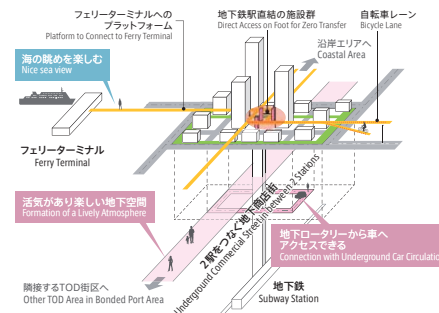 フェリーターミナルへの
プラットフォーム
Platform to Connect to Ferry Terminal
地下鉄駅直結の施設群
Direct Access on Foot for Zero Transfer
自転車レーン
Bicycle Lane
沿岸エリアへ
Coastal Area
海の眺めを楽しむ
Nice sea view
フェリーターミナル
Ferry Terminal
活気があり楽しい地下空間
Formation of a Lively Atmosphere
2駅をつなぐ地下商店街
Underground Commercial Street in between 2 Stations
地下ロータリーから車へ
アクセスできる
Connection with Underground Car Circulation
隣接するTOD街区へ
Other TOD Area in Bonded Port Area
地下鉄
Subway Station